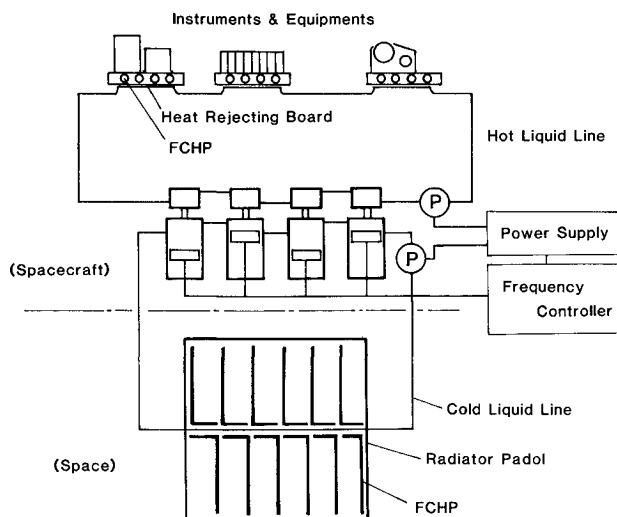 Instruments & Equipments
Heat Rejecting Board
FCHP
Hot Liquid Line
P
Power Supply
P
(Spacecraft)
Frequency
Controller
Cold Liquid Line
Radiator Padol
(Space)
FCHP